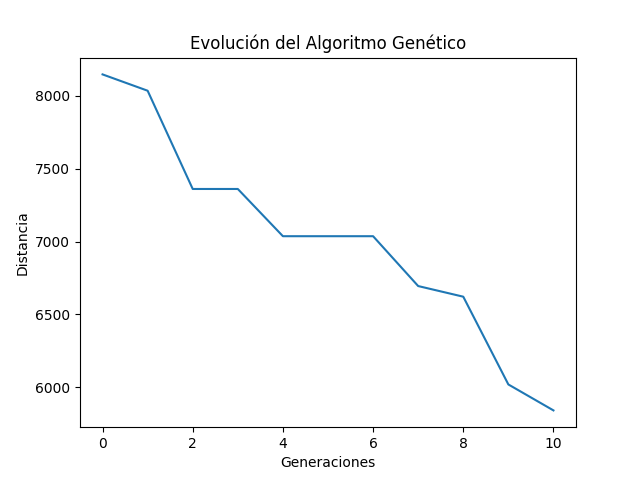 Evolución del Algoritmo Genético
8000
7500
7000
6500
6000
Distancia
0 2 4 6 8 10
Generaciones